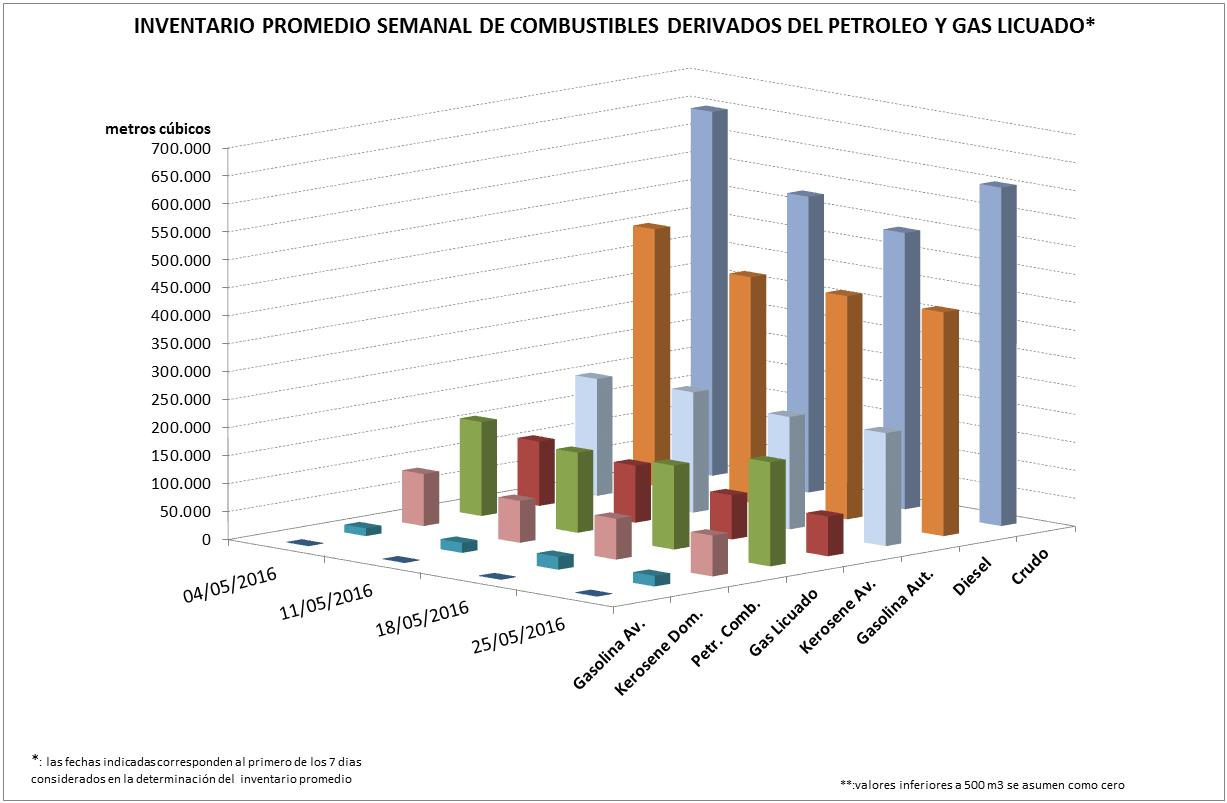 INVENTARIO PROMEDIO SEMANAL DE COMBUSTIBLES DERIVADOS DEL PETROLEO Y GAS LICUADO*
metros cúbicos
700.000
650.000
600.000
550.000
500.000
450.000
400.000
350.000
300.000
250.000
200.000
150.000
100.000
50.000
0
04/05/2016
11/05/2016
18/05/2016
25/05/2016
Gasolina Av.
Kerosene Dom.
Petr. Comb.
Gas Licuado
Kerosene Av.
Gasolina Aut.
Diesel
Crudo
*: las fechas indicadas corresponden al primero de los 7 dias
considerados en la determinación del inventario promedio
**:valores inferiores a 500 m3 se asumen como cero